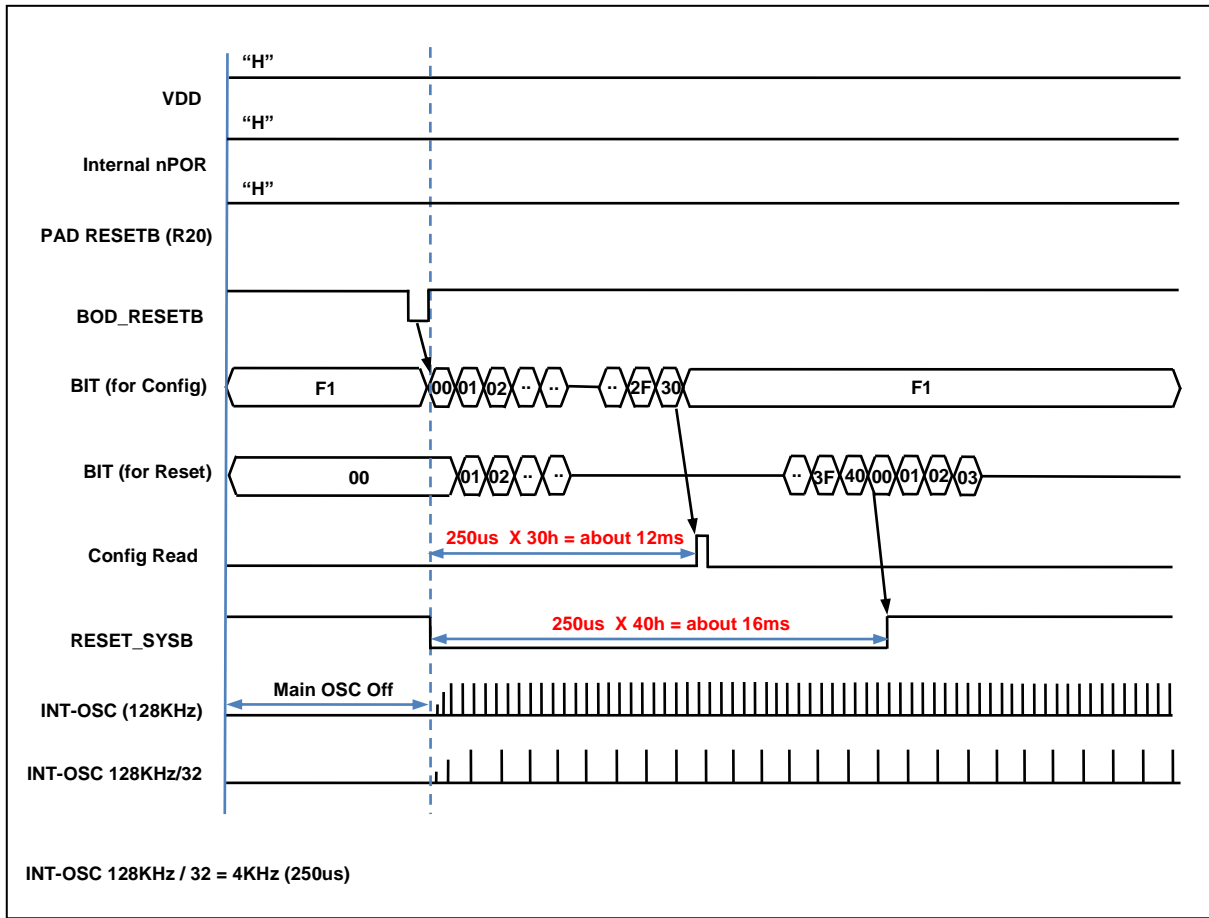 “H”
VDD
“H”
Internal nPOR
“H”
PAD RESETB (R20)
BOD_RESETB
BIT (for Config) F1 00 01 02 ·· ·· ·· 2F 30 F1
BIT (for Reset) 00 01 02 ·· ·· ·· 3F 40 00 01 02 03
250us X 30h = about 12ms
Config Read
250us X 40h = about 16ms
RESET_SYSB
Main OSC Off
INT-OSC (128KHz)
INT-OSC 128KHz/32
INT-OSC 128KHz / 32 = 4KHz (250us)